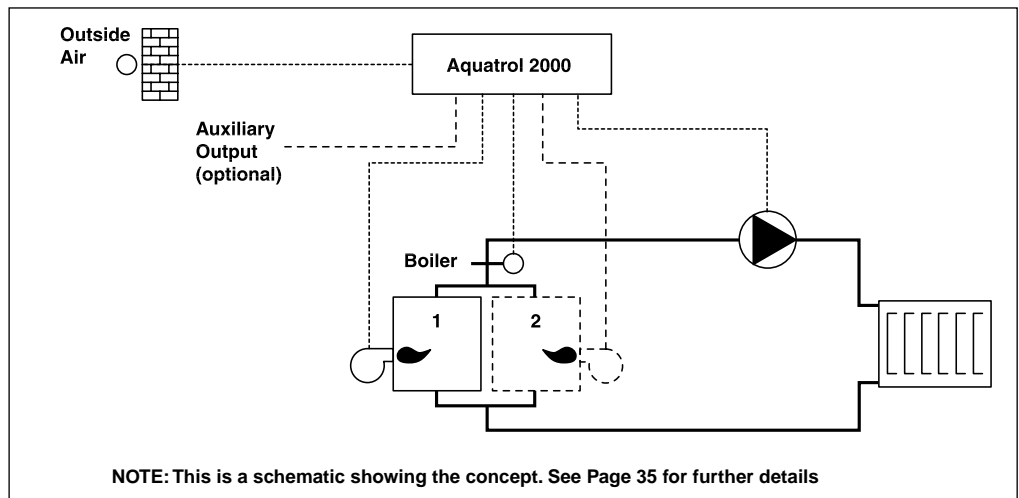 Outside
Air
Aquatrol 2000
Auxiliary
Output
(optional)
Boiler
1
2
NOTE: This is a schematic showing the concept. See Page 35 for further details